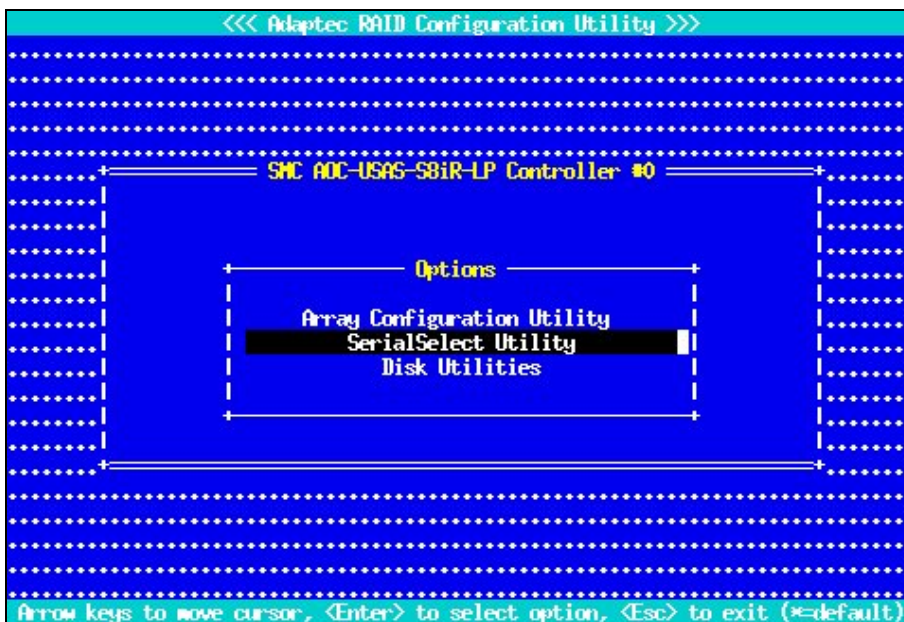 <<< Adaptec RAID Configuration Utility >>>
SMC AOC-USAS-S8iR-LP Controller #0
Options
Array Configuration Utility
SerialSelect Utility
Disk Utilities
Arrow keys to move cursor, <Enter> to select option, <Esc> to exit (*=default)